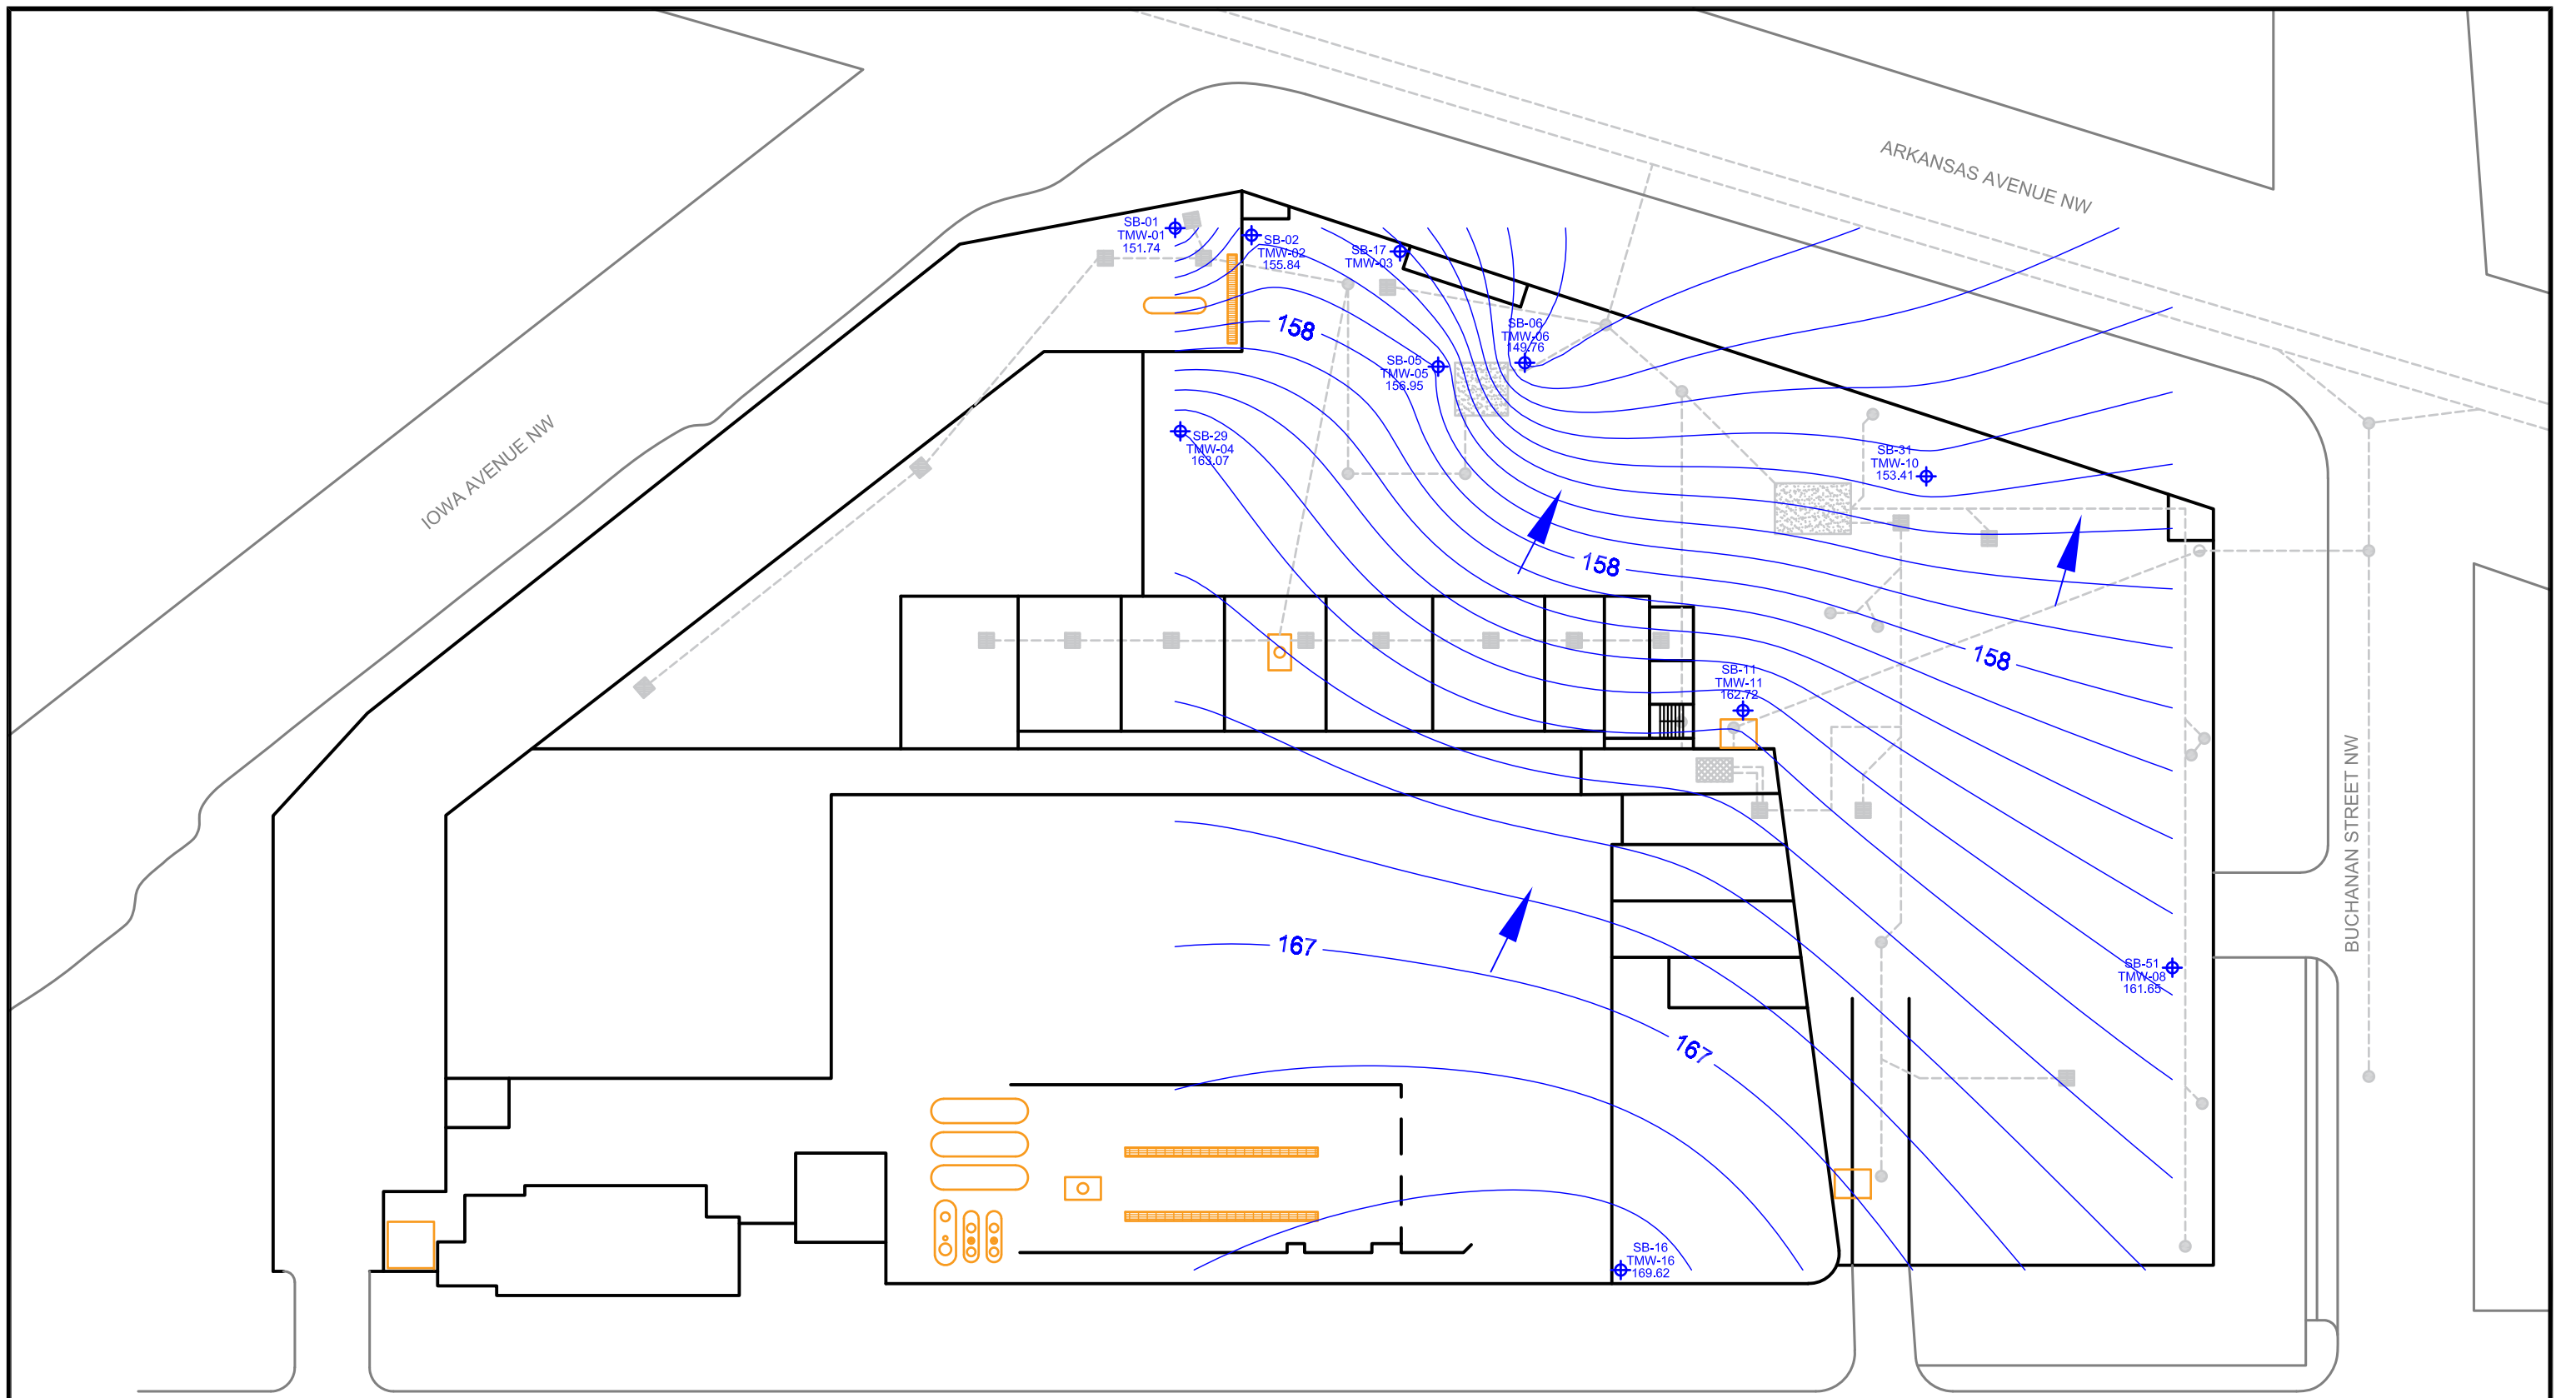 ARKANSAS AVENUE NW
SB-01
TMW-01
151.74
SB-02
TMW-02
155.84
SB-17
TMW-03
158
SB-06
TMW-06
149.76
SB-05
TMW-05
156.95
IOWA AVENUE NW
SB-29
TMW-04
163.07
SB-31
TMW-10
153.41
158
158
SB-11
TMW-11
162.72
BUCHANAN STREET NW
167
SB-51
TMW-08
161.65
167
SB-16
TMW-16
169.62